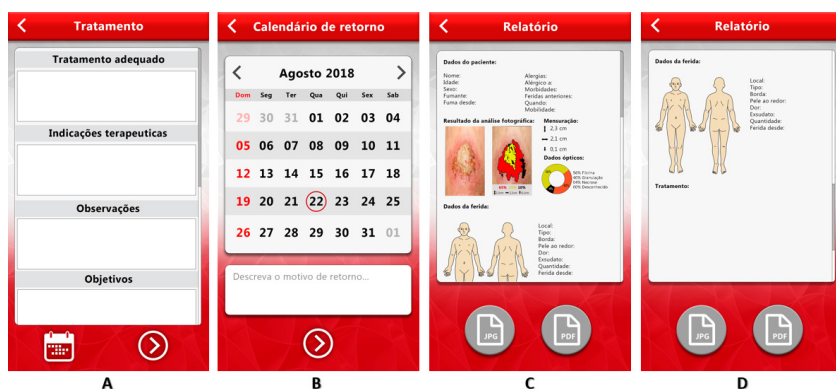 Tratamento
Tratamento adequado
Indicações terapeuticas
Observações
Objetivos
A
Calendário de retorno
Agosto 2018
Dom Seg Ter Qua Qui Sex Sab
29 30 31 01 02 03 04
05 06 07 08 09 10 11
12 13 14 15 16 17 18
19 20 21 22 23 24 25
26 27 28 29 30 31 01
Descreva o motivo de retorno...
B
Relatório
Dados do paciente:
Nome: Alergias:
Idade: Alérgico a:
Sexo: Morbidades:
Fumante: Feridas anteriores:
Fuma desde: Quando:
Mobilidade:
Resultado da análise fotográfica: Mensuração:
2,3 cm
2,1 cm
0,1 cm
Dados ópticos:
Dados da ferida:
Local:
Tipo:
Borda:
Pele ao redor:
Dor:
Exsudato:
Quantidade:
Ferida desde:
JPG PDF
C
Relatório
Dados da ferida:
Local:
Tipo:
Borda:
Pele ao redor:
Dor:
Exsudato:
Quantidade:
Ferida desde:
Tratamento:
JPG PDF
D